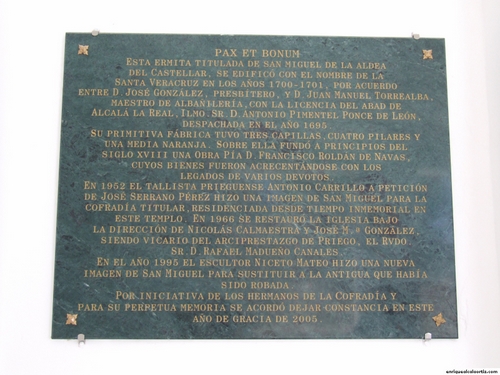 PAX ET BONUM
ESTA ERMITA TITULADA DE SAN MIGUEL DE LA ALDEA
DEL CASTELLAR, SE EDIFICÓ CON EL NOMBRE DE LA
SANTA VERACRUZ EN LOS AÑOS 1700-1701, POR ACUERDO
ENTRE D. JOSÉ GONZÁLEZ, PRESBÍTERO, Y D. JUAN MANUEL TORREALBA,
MAESTRO DE ALBAÑILERÍA, CON LA LICENCIA DEL ABAD DE
ALCALÁ LA REAL, ILMO. SR. D. ANTONIO PIMENTEL PONCE DE LEÓN,
DESPACHADA EN EL AÑO 1695.
SU PRIMITIVA FÁBRICA TUVO TRES CAPILLAS, CUATRO PILARES Y
UNA MEDIA NARANJA. SOBRE ELLA FUNDÓ A PRINCIPIOS DEL
SIGLO XVIII UNA OBRA PÍA D. FRANCISCO ROLDÁN DE NAVAS,
CUYOS BIENES FUERON ACRECENTÁNDOSE CON LOS
LEGADOS DE VARIOS DEVOTOS.
EN 1952 EL TALLISTA PRIEGUENSE ANTONIO CARRILLO A PETICIÓN
DE JOSÉ SERRANO PÉREZ HIZO UNA IMAGEN DE SAN MIGUEL PARA LA
COFRADÍA TITULAR, RESIDENCIADA DESDE TIEMPO INMEMORIAL EN
ESTE TEMPLO. EN 1966 SE RESTAURÓ LA IGLESIA BAJO
LA DIRECCIÓN DE NICOLÁS CALMAESTRA Y JOSÉ Mª GONZÁLEZ,
SIENDO VICARIO DEL ARCIPRESTAZGO DE PRIEGO, EL RVDO.
SR. D. RAFAEL MADUEÑO CANALES.
EN EL AÑO 1995 EL ESCULTOR NICETO MATEO HIZO UNA NUEVA
IMAGEN DE SAN MIGUEL PARA SUSTITUIR A LA ANTIGUA QUE HABÍA
SIDO ROBADA.
POR INICIATIVA DE LOS HERMANOS DE LA COFRADÍA Y
PARA SU PERPETUA MEMORIA SE ACORDÓ DEJAR CONSTANCIA EN ESTE
AÑO DE GRACIA DE 2005.
enriquealcalaortiz.com